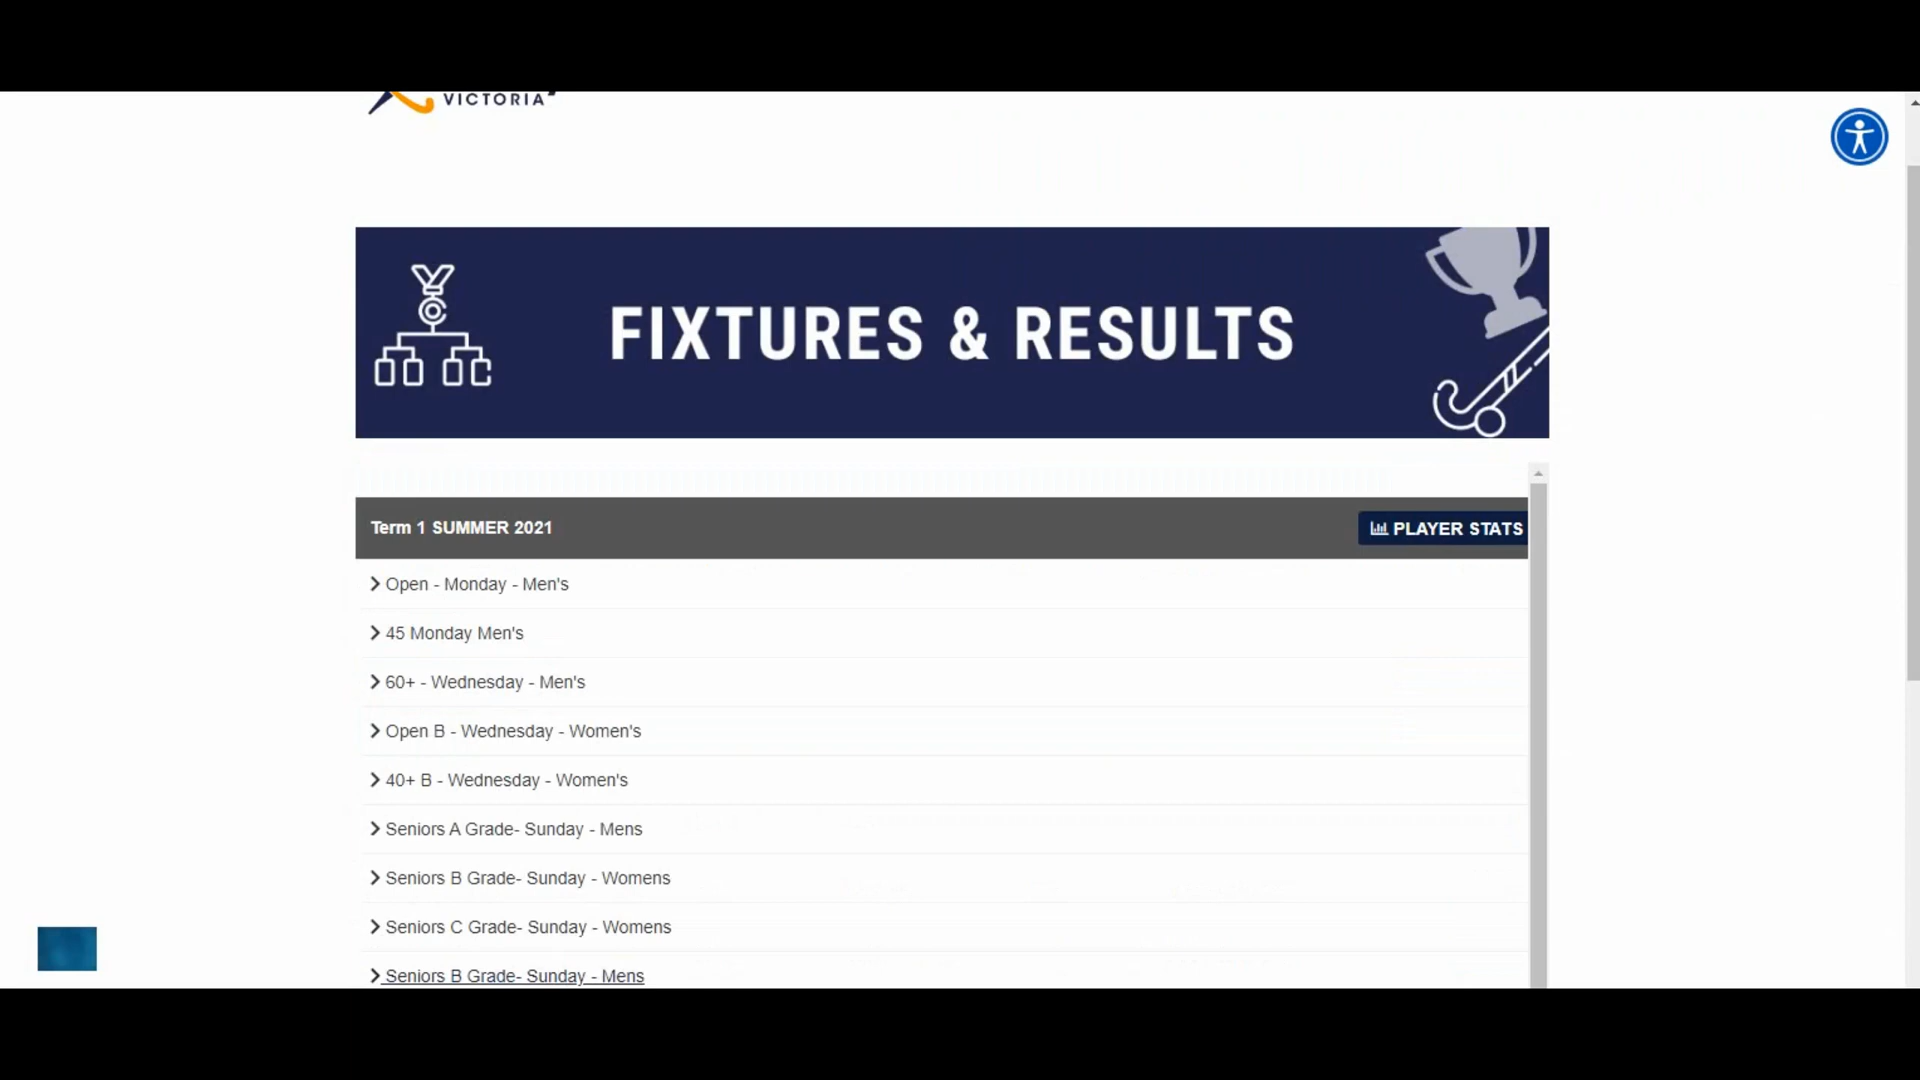 VICTORIA
FIXTURES & RESULTS
Term 1 SUMMER 2021
PLAYER STATS
Open - Monday - Men's
45 Monday Men's
60+ - Wednesday - Men's
Open B - Wednesday - Women's
40+ B - Wednesday - Women's
Seniors A Grade- Sunday - Mens
Seniors B Grade- Sunday - Womens
Seniors C Grade- Sunday - Womens
Seniors B Grade- Sunday - Mens